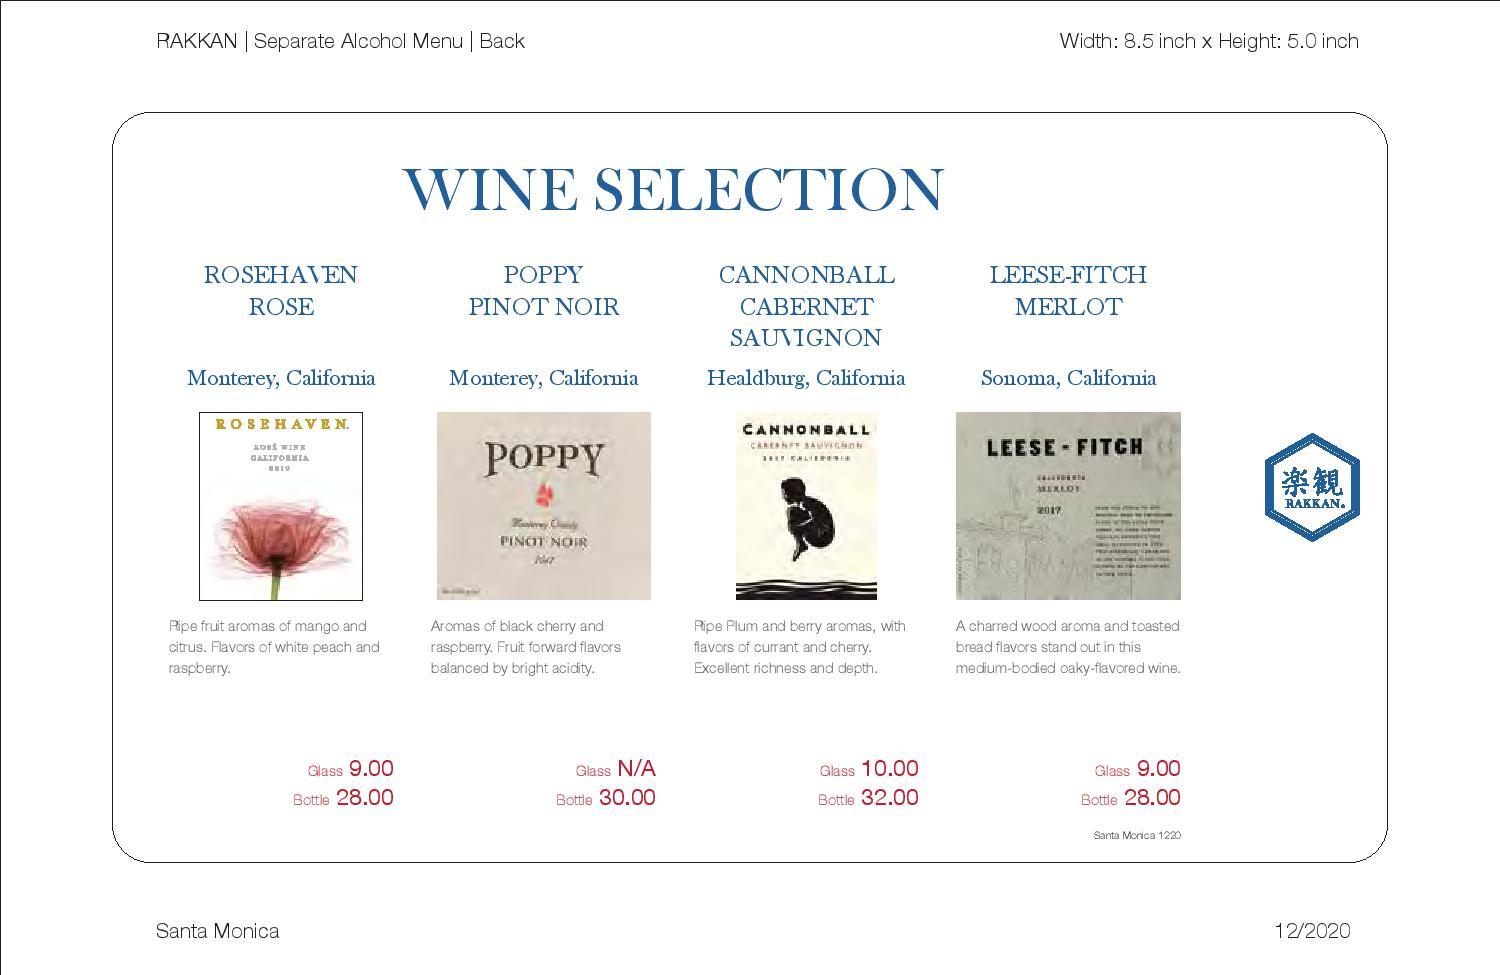 RAKKAN | Separate Alcohol Menu | Back
Width: 8.5 inch x Height: 5.0 inch
WINE SELECTION
ROSEHAVEN
ROSE
Monterey, California
ROSEHAVEN.
ROSÉ WINE
CALIFORNIA
2019
Ripe fruit aromas of mango and
citrus. Flavors of white peach and
raspberry.
Glass 9.00
Bottle 28.00
POPPY
PINOT NOIR
Monterey, California
POPPY
Monterey County
PINOT NOIR
2017
Aromas of black cherry and
raspberry. Fruit forward flavors
balanced by bright acidity.
Glass N/A
Bottle 30.00
CANNONBALL
CABERNET
SAUVIGNON
Healdburg, California
CANNONBALL
CABERNET SAUVIGNON
CALIFORNIA
Ripe Plum and berry aromas, with
flavors of currant and cherry.
Excellent richness and depth.
Glass 10.00
Bottle 32.00
LEESE-FITCH
MERLOT
Sonoma, California
LEESE - FITCH
CALIFORNIA
MERLOT
2017
A charred wood aroma and toasted
bread flavors stand out in this
medium-bodied oaky-flavored wine.
Glass 9.00
Bottle 28.00
Santa Monica 1220
楽観
RAKKAN.
Santa Monica
12/2020